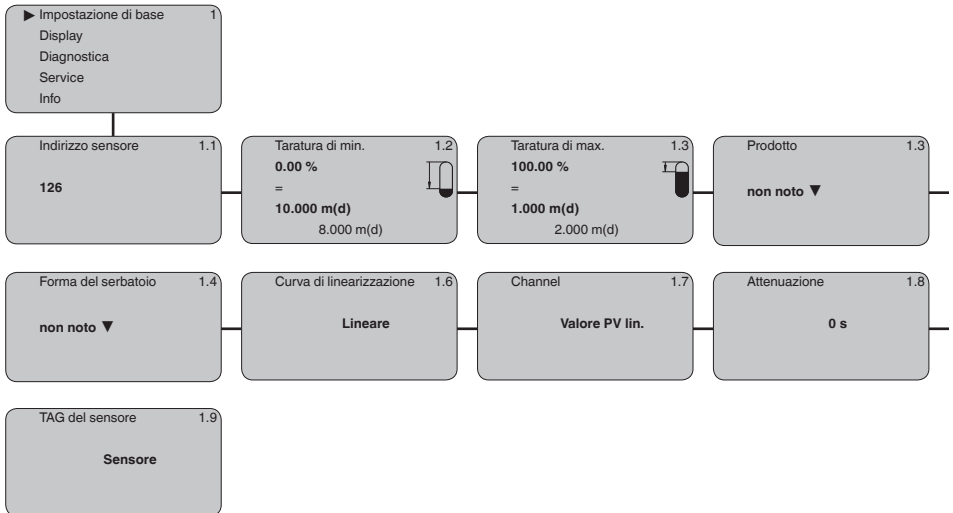 ▶ Impostazione di base 1
Display
Diagnostica
Service
Info
Indirizzo sensore 1.1
126
Taratura di min. 1.2
0.00 %
=
10.000 m(d)
8.000 m(d)
Taratura di max. 1.3
100.00 %
=
1.000 m(d)
2.000 m(d)
Prodotto 1.3
non noto ▼
Forma del serbatoio 1.4
non noto ▼
Curva di linearizzazione 1.6
Lineare
Channel 1.7
Valore PV lin.
Attenuazione 1.8
0 s
TAG del sensore 1.9
Sensore